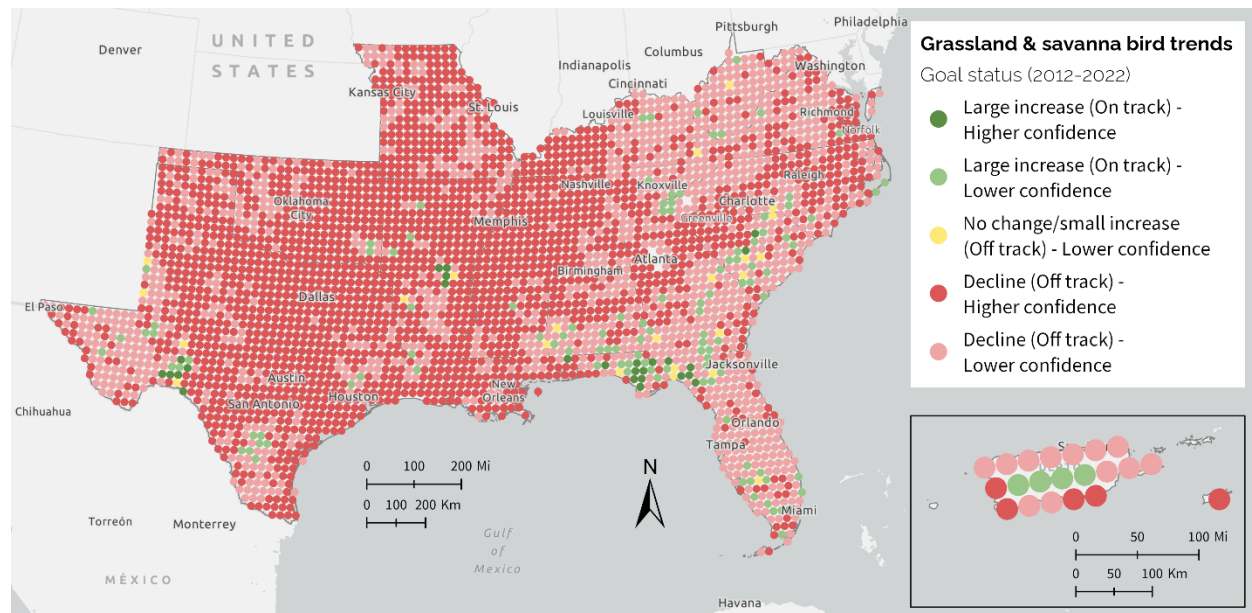 Pittsburgh
Philadelphia
Denver
UNITED
STATES
Columbus
Indianapolis
Washington
Cincinnati
Kansas City
St. Louis
Louisville
Richmond
Norfolk
Nashville
Knoxville
Raleigh
Oklahoma
City
Charlotte
Memphis
Greenville
Atlanta
Birmingham
Dallas
El Paso
Jacksonville
Austin
New
Orleans
Houston
San Antonio
Chihuahua
Orlando
Tampa
Miami
Torreón
Monterrey
Gulf
of
Mexico
MÉXICO
Havana
0 100 200 Mi
0 100 200 Km
N
Grassland & savanna bird trends
Goal status (2012-2022)
Large increase (On track) -
Higher confidence
Large increase (On track) -
Lower confidence
No change/small increase
(Off track) - Lower confidence
Decline (Off track) -
Higher confidence
Decline (Off track) -
Lower confidence
0 50 100 Mi
0 50 100 Km